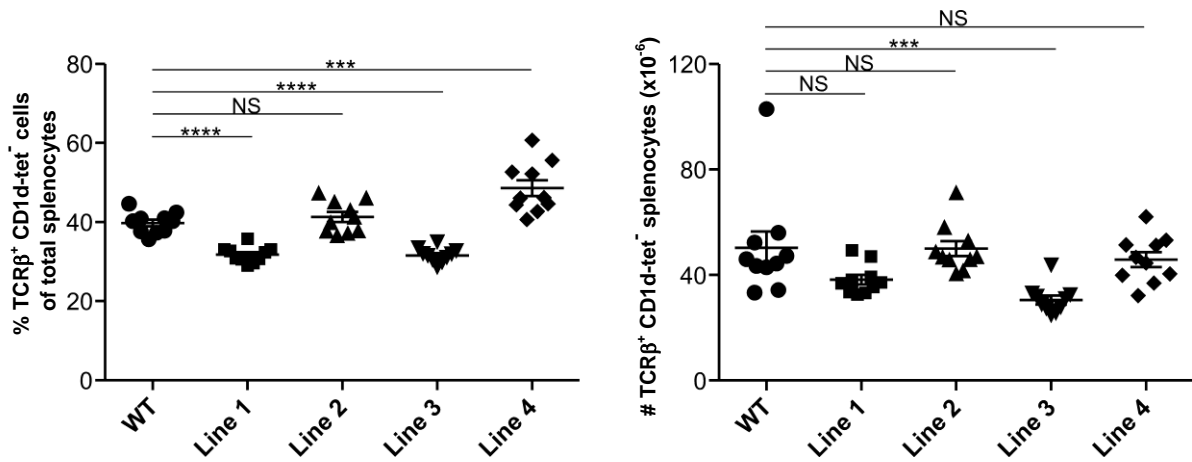 % TCRβ⁺ CD1d-tet⁻ cells
of total splenocytes
80
60
40
20
0
***
****
NS
****
WT
Line 1
Line 2
Line 3
Line 4
# TCRβ⁺ CD1d-tet⁻ splenocytes (x10⁻⁶)
120
80
40
0
NS
***
NS
NS
WT
Line 1
Line 2
Line 3
Line 4